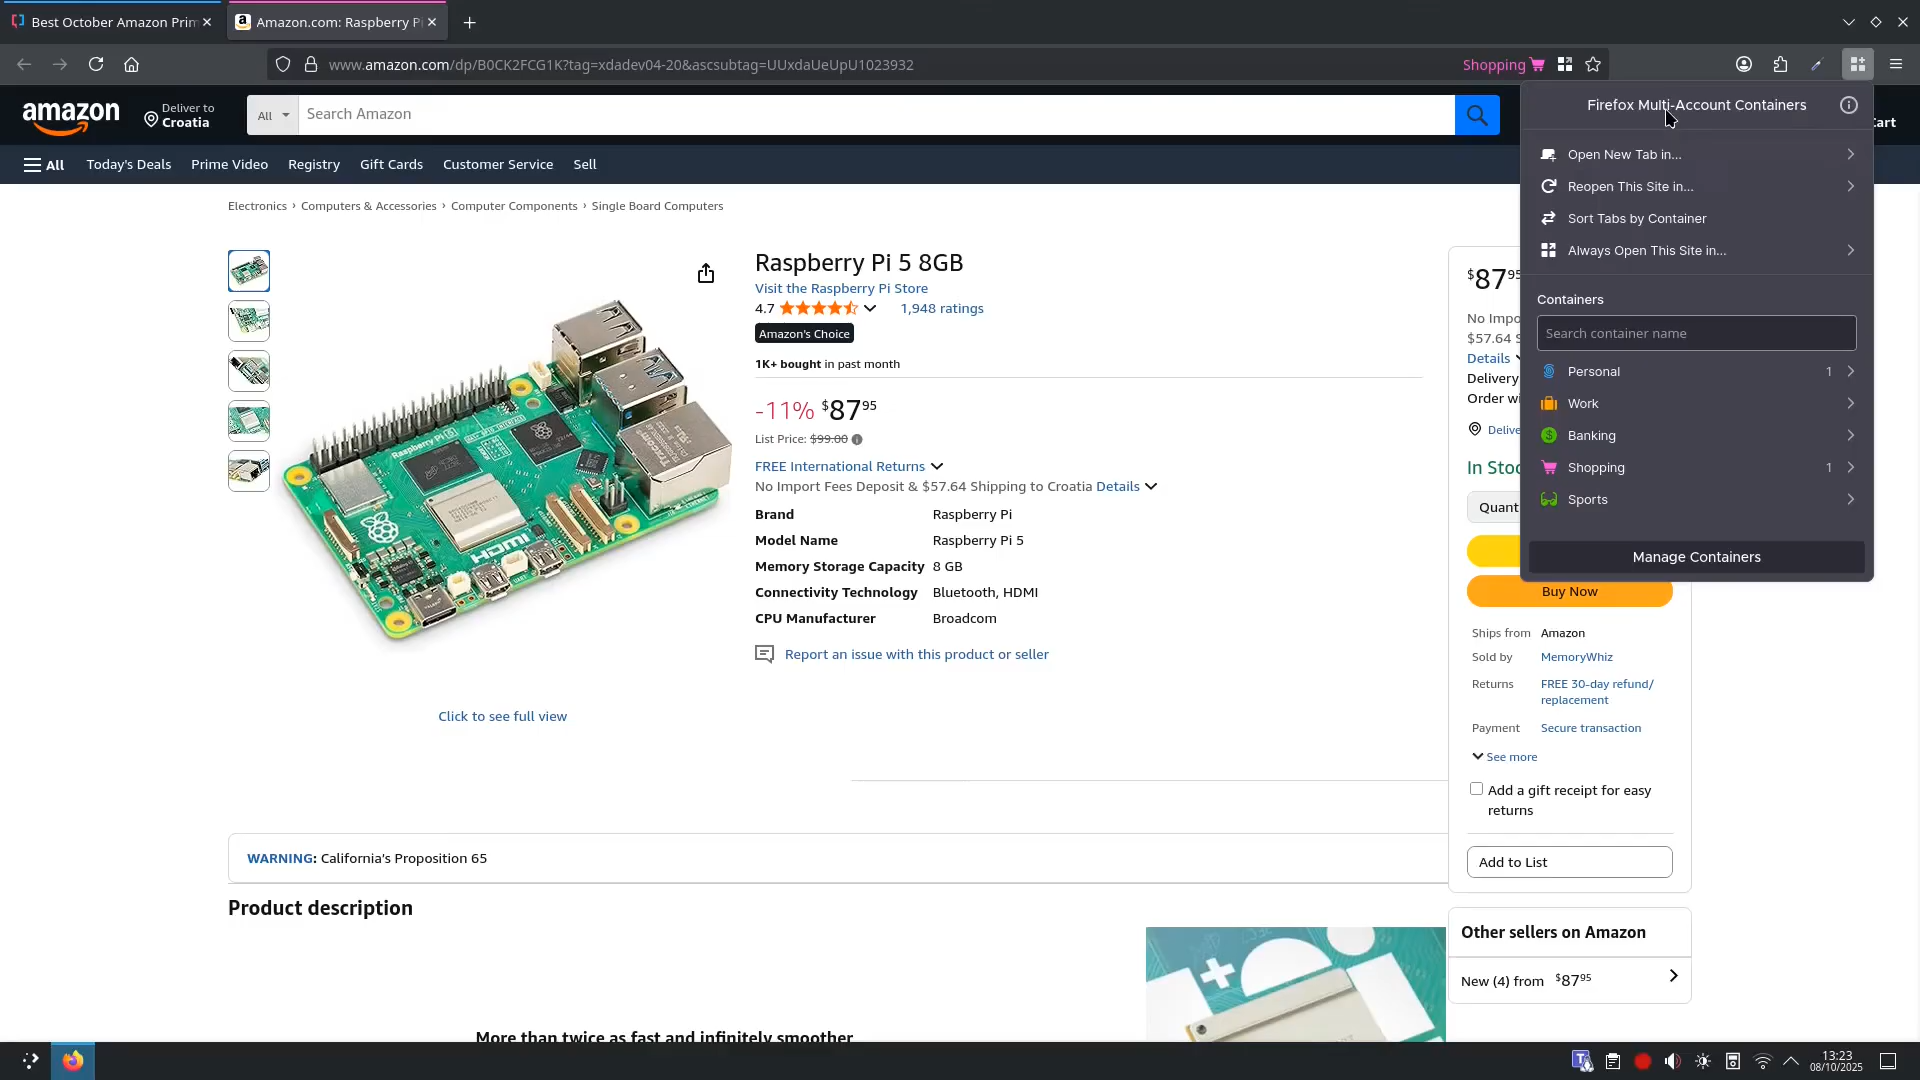 Best October Amazon Prim
Amazon.com: Raspberry Pi
www.amazon.com/dp/B0CK2FCG1K?tag=xdadev04-20&ascsubtag=UUxdaUeUpU1023932
Shopping
amazon
Deliver to
Croatia
All
Search Amazon
Cart
All
Today's Deals
Prime Video
Registry
Gift Cards
Customer Service
Sell
Electronics › Computers & Accessories › Computer Components › Single Board Computers
Raspberry Pi 5 8GB
Visit the Raspberry Pi Store
4.7
1,948 ratings
Amazon's Choice
1K+ bought in past month
-11% $87 95
List Price: $99.00
FREE International Returns
No Import Fees Deposit & $57.64 Shipping to Croatia Details
Brand Raspberry Pi
Model Name Raspberry Pi 5
Memory Storage Capacity 8 GB
Connectivity Technology Bluetooth, HDMI
CPU Manufacturer Broadcom
Report an issue with this product or seller
Raspberry Pi 5
HDMI
Click to see full view
$87 95
No Impo
$57.64 S
Details
Delivery
Order wi
Delive
In Stoc
Quant
Buy Now
Ships from Amazon
Sold by MemoryWhiz
Returns FREE 30-day refund/
replacement
Payment Secure transaction
See more
Add a gift receipt for easy
returns
Add to List
Other sellers on Amazon
New (4) from $87 95
Firefox Multi-Account Containers
Open New Tab in...
Reopen This Site in...
Sort Tabs by Container
Always Open This Site in...
Containers
Search container name
Personal 1
Work
Banking
Shopping 1
Sports
Manage Containers
WARNING: California's Proposition 65
Product description
More than twice as fast and infinitely smoother
13:23
08/10/2025